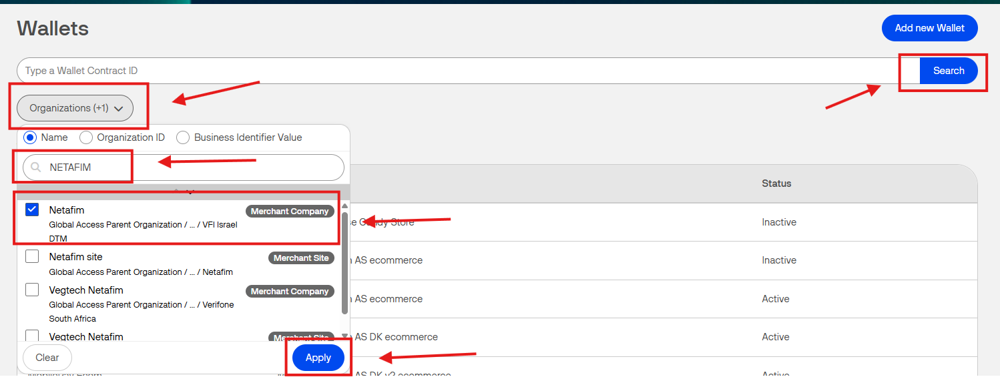 Wallets
Add new Wallet
Type a Wallet Contract ID
Search
Organizations (+1)
Name
Organization ID
Business Identifier Value
NETAFIM
Status
Netafim
Merchant Company
Global Access Parent Organization / ... / VFI Israel
DTM
Candy Store
Inactive
Netafim site
Merchant Site
Global Access Parent Organization / ... / Netafim
AS ecommerce
Inactive
Vegtech Netafim
Merchant Company
Global Access Parent Organization / ... / Verifone
South Africa
AS ecommerce
Active
Vegtech Netafim
Merchant Site
AS DK ecommerce
Active
Clear
Apply
AS DK v2 ecommerce
Active